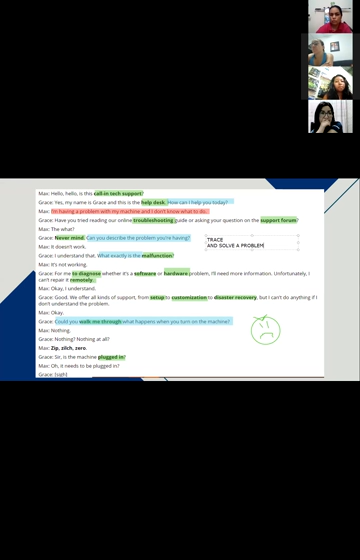 Max: Hello, hello, is this call-in tech support?
Grace: Yes, my name is Grace and this is the help desk. How can I help you today?
Max: I'm having a problem with my machine and I don't know what to do.
Grace: Have you tried reading our online troubleshooting guide or asking your question on the support forum?
Max: The what?
Grace: Never mind. Can you describe the problem you're having?
TRACE
AND SOLVE A PROBLEM
Max: It doesn't work.
Grace: I understand that. What exactly is the malfunction?
Max: It's not working.
Grace: For me to diagnose whether it's a software or hardware problem, I'll need more information. Unfortunately, I
can't repair it remotely.
Max: Okay, I understand.
Grace: Good. We offer all kinds of support, from setup to customization to disaster recovery, but I can't do anything if I
don't understand the problem.
Max: Okay.
Grace: Could you walk me through what happens when you turn on the machine?
Max: Nothing.
Grace: Nothing? Nothing at all?
Max: Zip, zilch, zero.
Grace: Sir, is the machine plugged in?
Max: Oh, it needs to be plugged in?
Grace: [sigh]